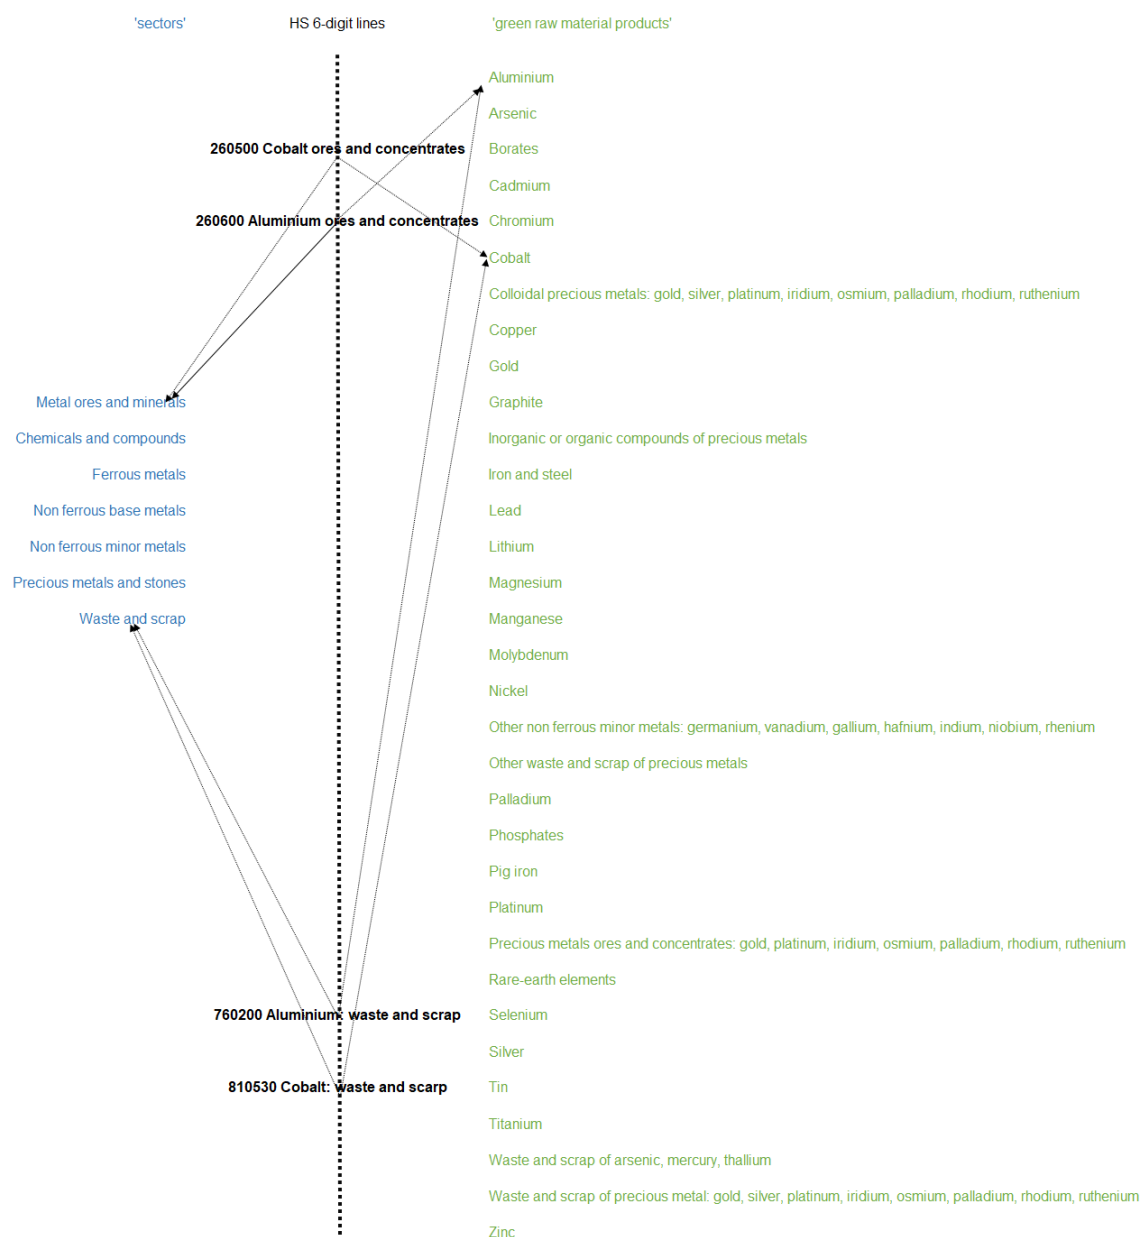 'sectors' HS 6-digit lines 'green raw material products'
Aluminium
Arsenic
260500 Cobalt ores and concentrates Borates
Cadmium
260600 Aluminium ores and concentrates Chromium
Cobalt
Colloidal precious metals: gold, silver, platinum, iridium, osmium, palladium, rhodium, ruthenium
Copper
Gold
Metal ores and minerals Graphite
Chemicals and compounds Inorganic or organic compounds of precious metals
Ferrous metals Iron and steel
Non ferrous base metals Lead
Non ferrous minor metals Lithium
Precious metals and stones Magnesium
Waste and scrap Manganese
Molybdenum
Nickel
Other non ferrous minor metals: germanium, vanadium, gallium, hafnium, indium, niobium, rhenium
Other waste and scrap of precious metals
Palladium
Phosphates
Pig iron
Platinum
Precious metals ores and concentrates: gold, platinum, iridium, osmium, palladium, rhodium, ruthenium
Rare-earth elements
760200 Aluminium: waste and scrap Selenium
Silver
810530 Cobalt: waste and scarp Tin
Titanium
Waste and scrap of arsenic, mercury, thallium
Waste and scrap of precious metal: gold, silver, platinum, iridium, osmium, palladium, rhodium, ruthenium
Zinc